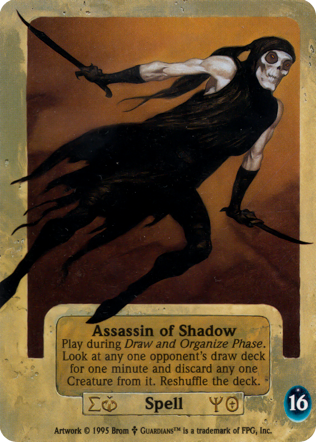 Assassin of Shadow
Play during Draw and Organize Phase.
Look at any one opponent's draw deck
for one minute and discard any one
Creature from it. Reshuffle the deck.
Spell
16
Artwork © 1995 Brom GUARDIANS™ is a trademark of FPG, Inc.